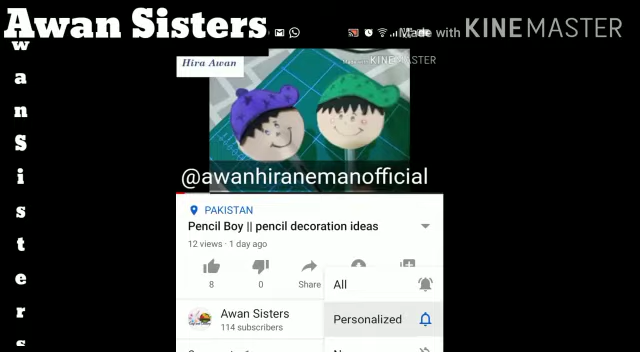 Awan Sisters
Made with KINEMASTER
w
a
n
S
i
s
t
e
r
s
Hira Awan
KINEMASTER
@awanhiranemanofficial
PAKISTAN
Pencil Boy || pencil decoration ideas
12 views · 1 day ago
8
0
Share
All
Awan Sisters
114 subscribers
Personalized